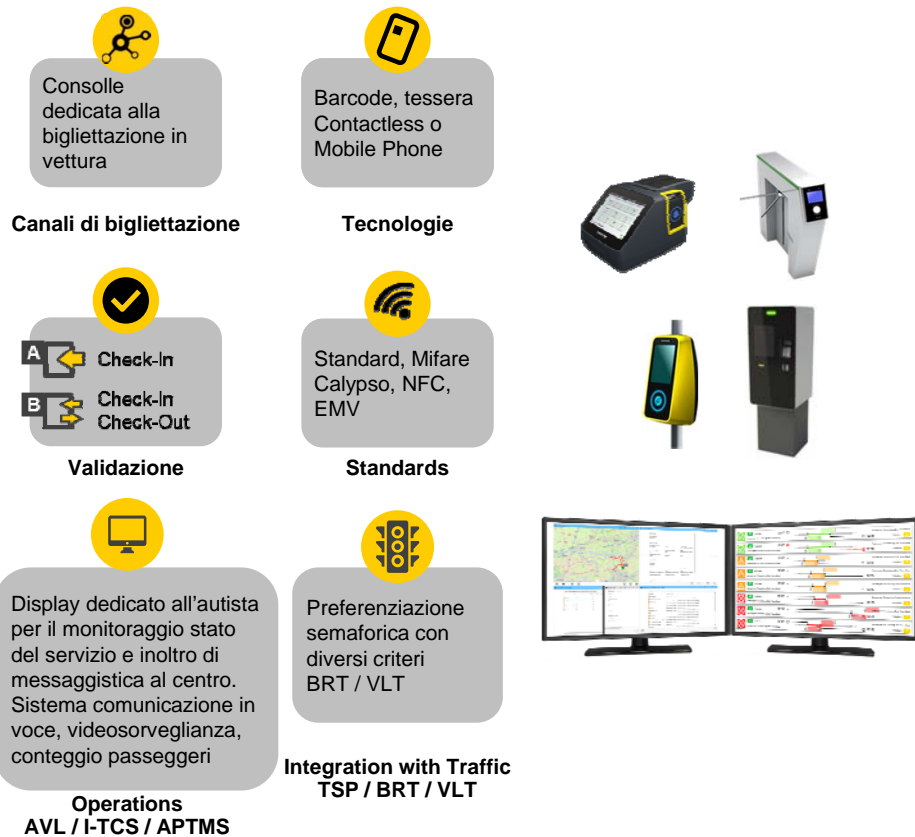 Consolle
dedicata alla
bigliettazione in
vettura
Canali di bigliettazione
Barcode, tessera
Contactless o
Mobile Phone
Tecnologie
A Check-In
B Check-In
Check-Out
Validazione
Standard, Mifare
Calypso, NFC,
EMV
Standards
Display dedicato all'autista
per il monitoraggio stato
del servizio e inoltro di
messaggistica al centro.
Sistema comunicazione in
voce, videosorveglianza,
conteggio passeggeri
Operations
AVL / I-TCS / APTMS
Preferenziazione
semaforica con
diversi criteri
BRT / VLT
Integration with Traffic
TSP / BRT / VLT